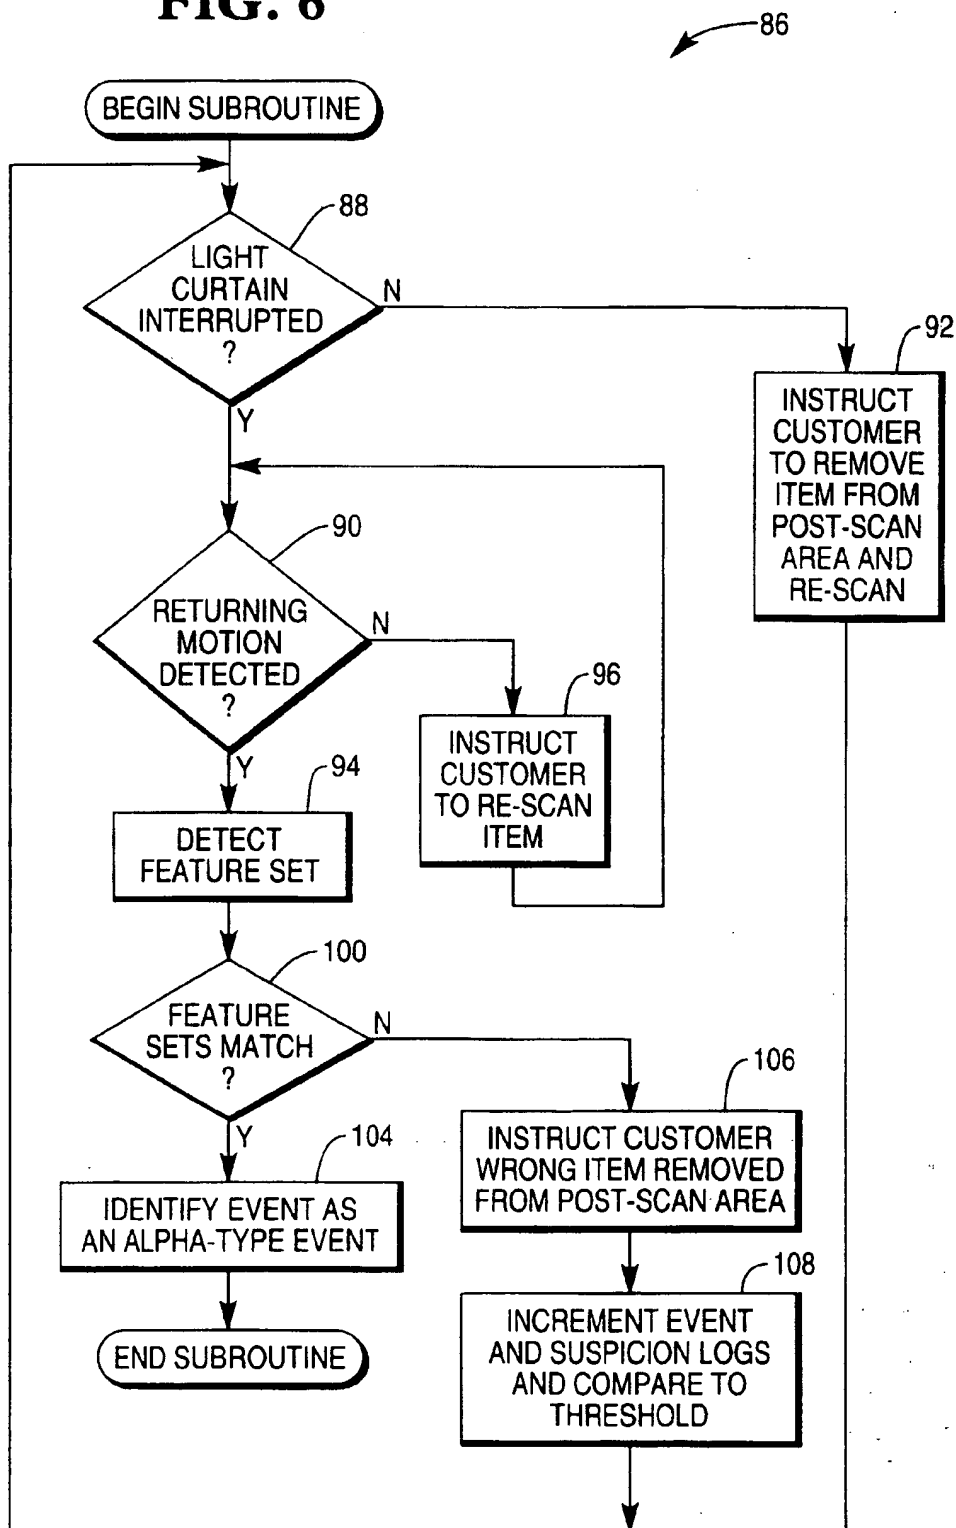 FIG. 6
86
BEGIN SUBROUTINE
88
LIGHT
CURTAIN
INTERRUPTED
?
N
Y
92
INSTRUCT
CUSTOMER
TO REMOVE
ITEM FROM
POST-SCAN
AREA AND
RE-SCAN
90
RETURNING
MOTION
DETECTED
?
N
Y
96
INSTRUCT
CUSTOMER
TO RE-SCAN
ITEM
94
DETECT
FEATURE SET
100
FEATURE
SETS MATCH
?
N
Y
106
INSTRUCT CUSTOMER
WRONG ITEM REMOVED
FROM POST-SCAN AREA
104
IDENTIFY EVENT AS
AN ALPHA-TYPE EVENT
108
INCREMENT EVENT
AND SUSPICION LOGS
AND COMPARE TO
THRESHOLD
END SUBROUTINE